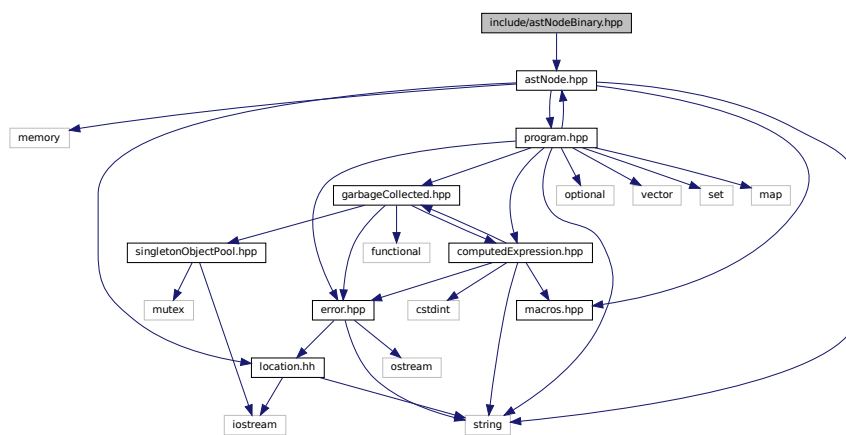 include/astNodeBinary.hpp
astNode.hpp
memory
program.hpp
garbageCollected.hpp
optional
vector
set
map
singletonObjectPool.hpp
functional
computedExpression.hpp
mutex
error.hpp
cstdint
macros.hpp
location.hh
ostream
iostream
string